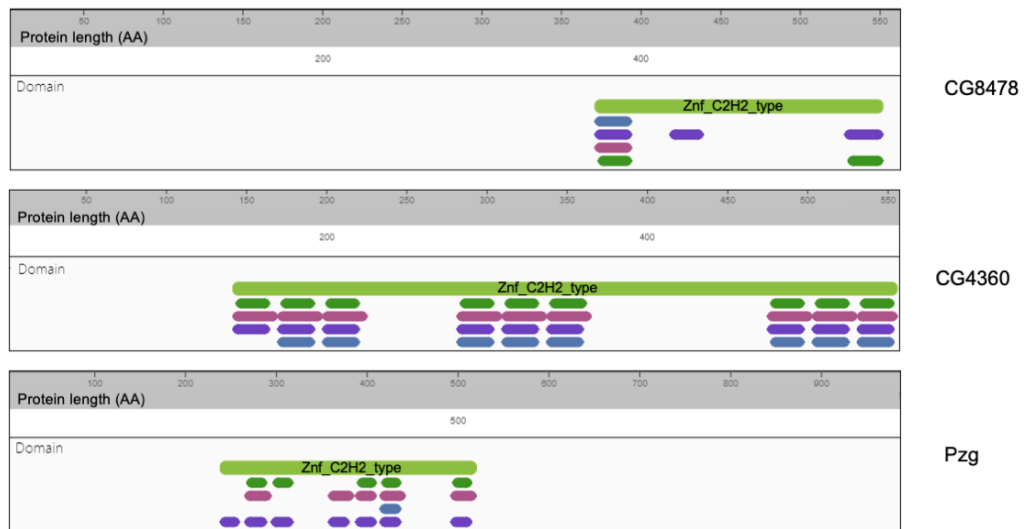 50 100 150 200 250 300 350 400 450 500 550
Protein length (AA)
200 400
Domain
CG8478
Znf_C2H2_type
50 100 150 200 250 300 350 400 450 500 550
Protein length (AA)
200 400
Domain
CG4360
Znf_C2H2_type
100 200 300 400 500 600 700 800 900
Protein length (AA)
500
Domain
Pzg
Znf_C2H2_type